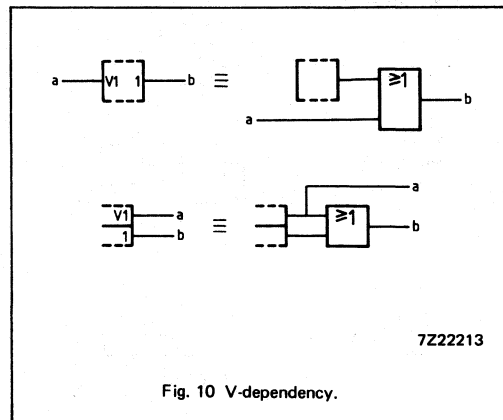 a V1 1 b ≡ ≥1 b
a
V1 a ≡ a
1 b ≥1 b
7Z22213
Fig. 10 V-dependency.